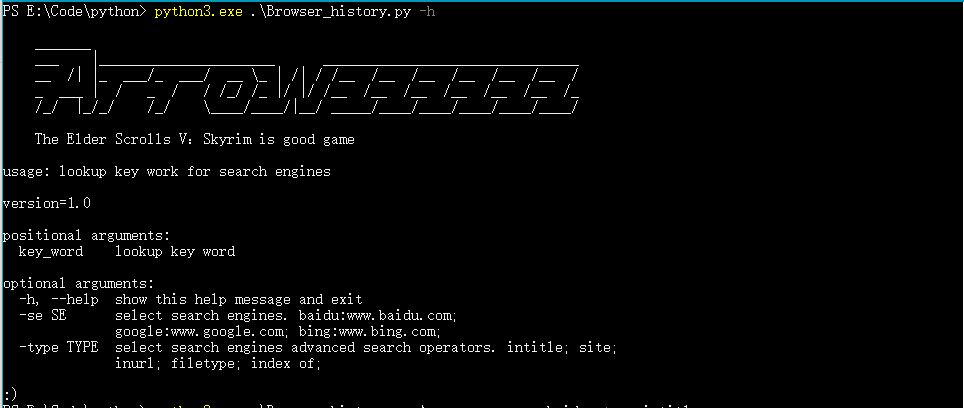 PS E:\Code\python> python3.exe .\Browser_history.py -h
The Elder Scrolls V: Skyrim is good game
usage: lookup key work for search engines
version=1.0
positional arguments:
key_word    lookup key word
optional arguments:
-h, --help  show this help message and exit
-se SE      select search engines. baidu:www.baidu.com;
google:www.google.com; bing:www.bing.com;
-type TYPE  select search engines advanced search operators. intitle; site;
inurl; filetype; index of;
:)